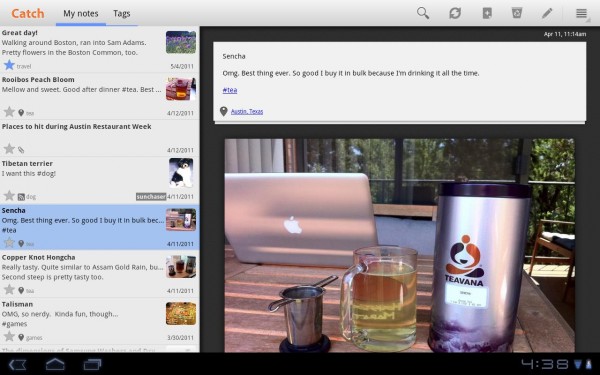 Catch
My notes
Tags
Great day!
Walking around Boston, ran into Sam Adams.
Pretty flowers in the Boston Common, too.
travel
5/4/2011
Rooibos Peach Bloom
Mellow and sweet. Good after dinner #tea. Best ...
tea
4/12/2011
Places to hit during Austin Restaurant Week
4/12/2011
Tibetan terrier
I want this #dog!
dog
sunchaser 4/11/2011
Sencha
Omg. Best thing ever. So good I buy it in bulk bec...
#tea
tea
4/11/2011
Copper Knot Hongcha
Really tasty. Quite similar to Assam Gold Rain, bu...
Second steep is pretty tasty too.
tea
4/11/2011
Talisman
OMG, so nerdy. Kinda fun, though...
#games
games
3/30/2011
Apr 11, 11:14am
Sencha
Omg. Best thing ever. So good I buy it in bulk because I'm drinking it all the time.
#tea
Austin, Texas
TEAVANA
4:38